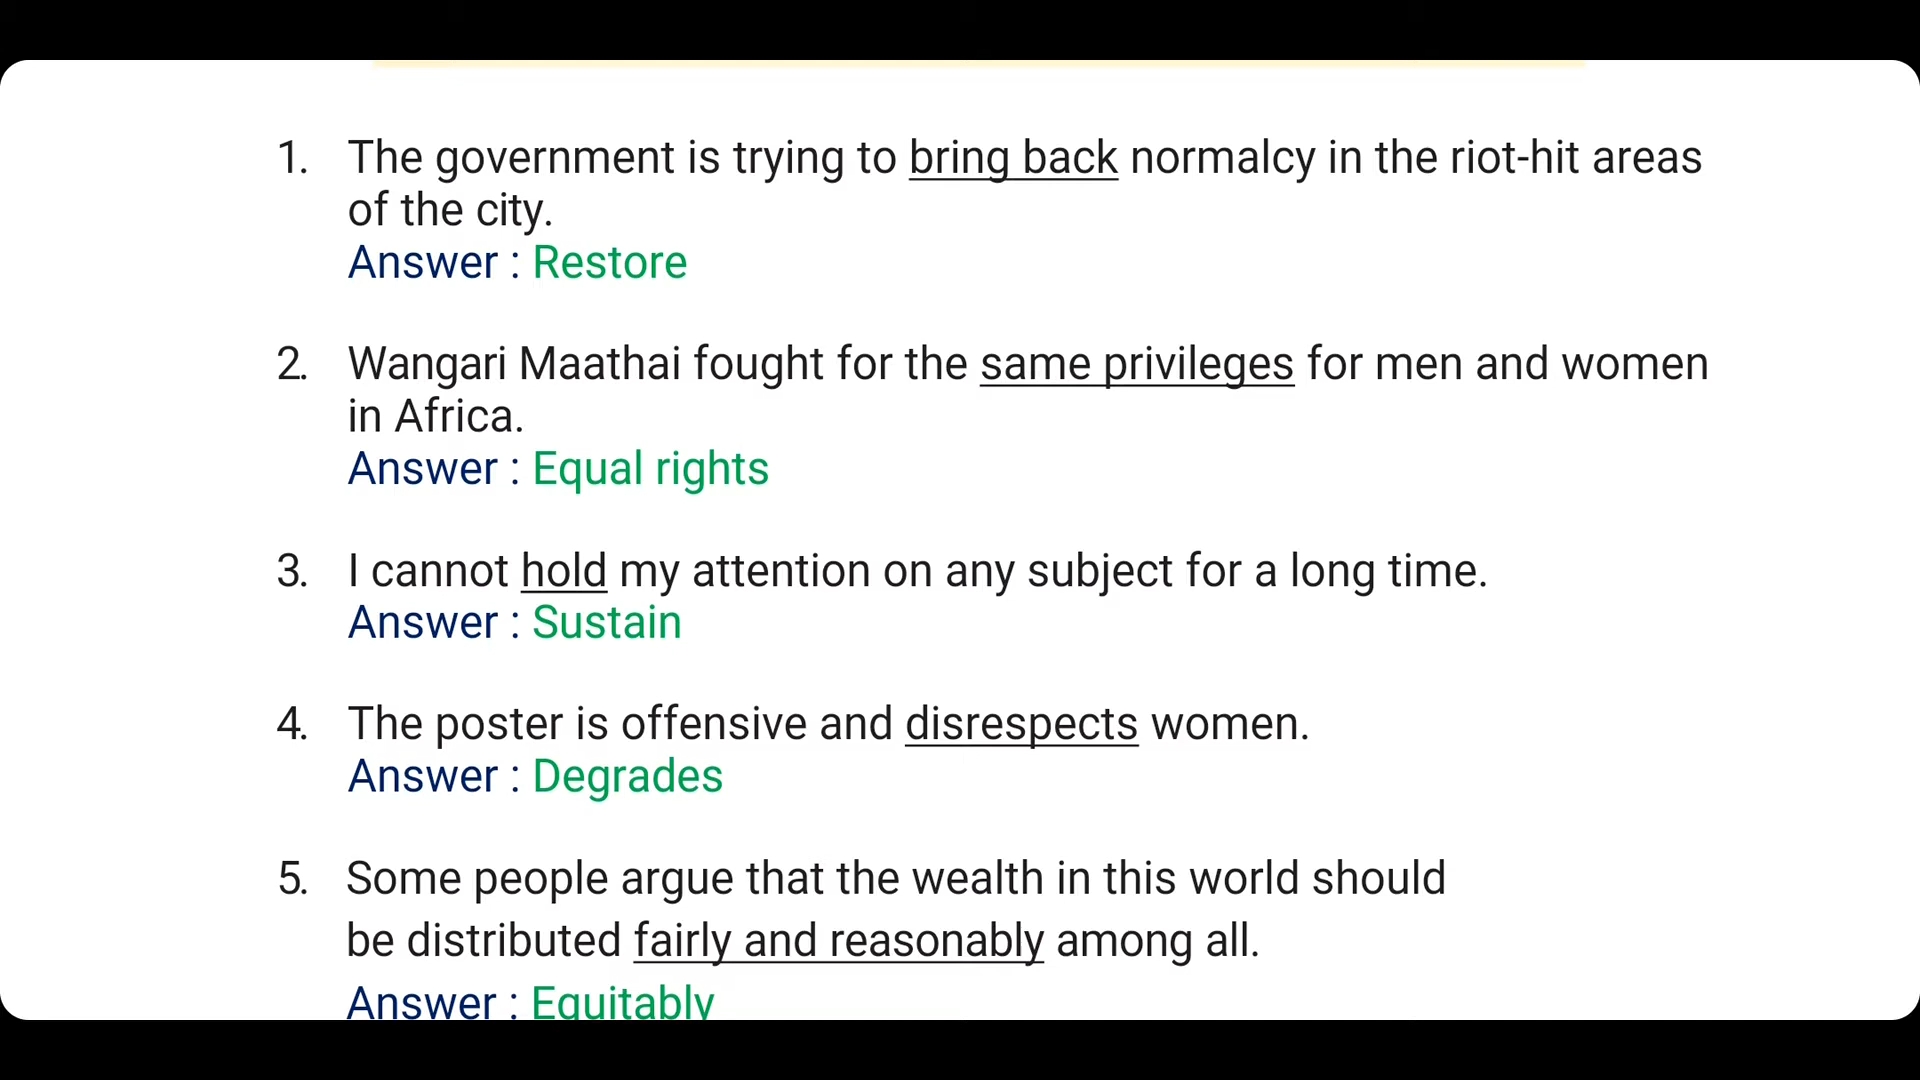 1. The government is trying to bring back normalcy in the riot-hit areas
of the city.
Answer : Restore
2. Wangari Maathai fought for the same privileges for men and women
in Africa.
Answer : Equal rights
3. I cannot hold my attention on any subject for a long time.
Answer : Sustain
4. The poster is offensive and disrespects women.
Answer : Degrades
5. Some people argue that the wealth in this world should
be distributed fairly and reasonably among all.
Answer : Equitably